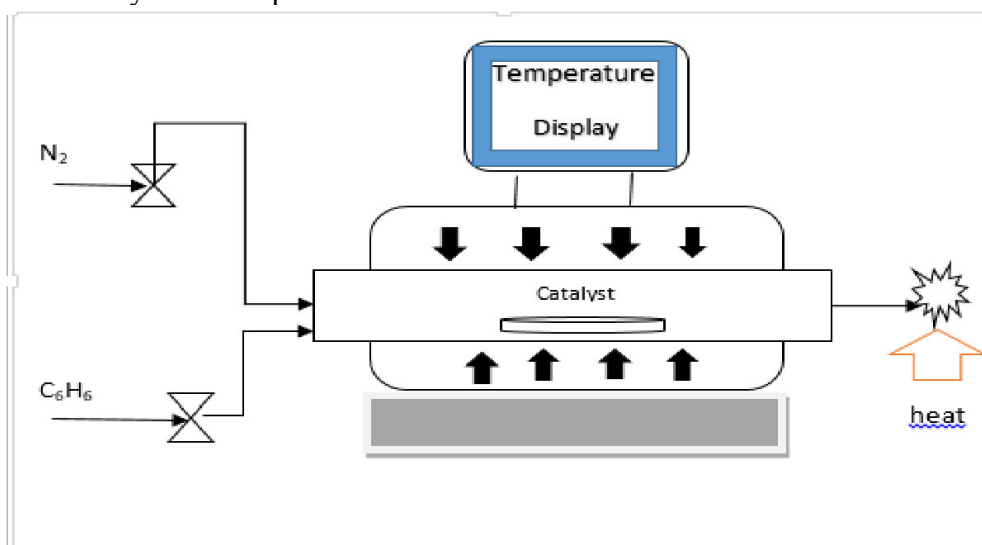 Temperature
Display
N₂
Catalyst
C₆H₆
heat